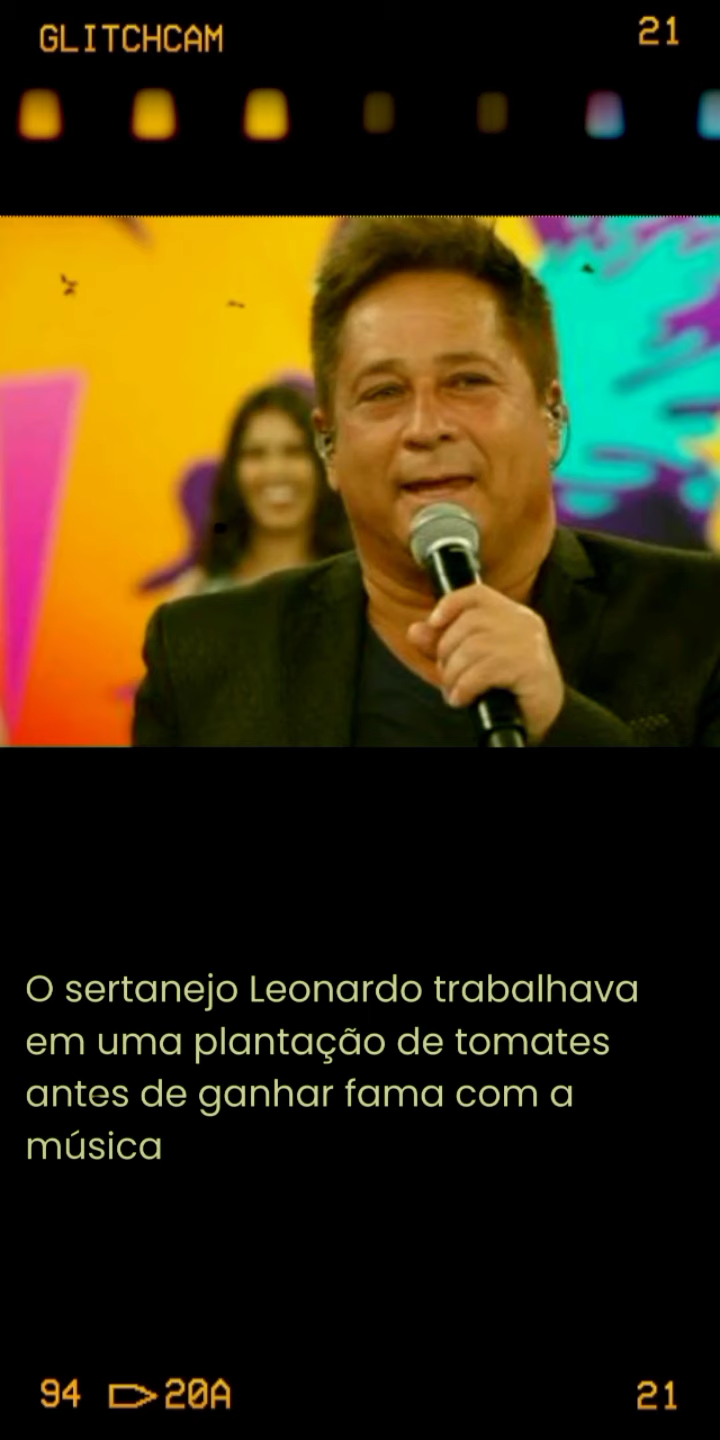 GLITCHCAM 21
O sertanejo Leonardo trabalhava
em uma plantação de tomates
antes de ganhar fama com a
música
94 ▷20A 21